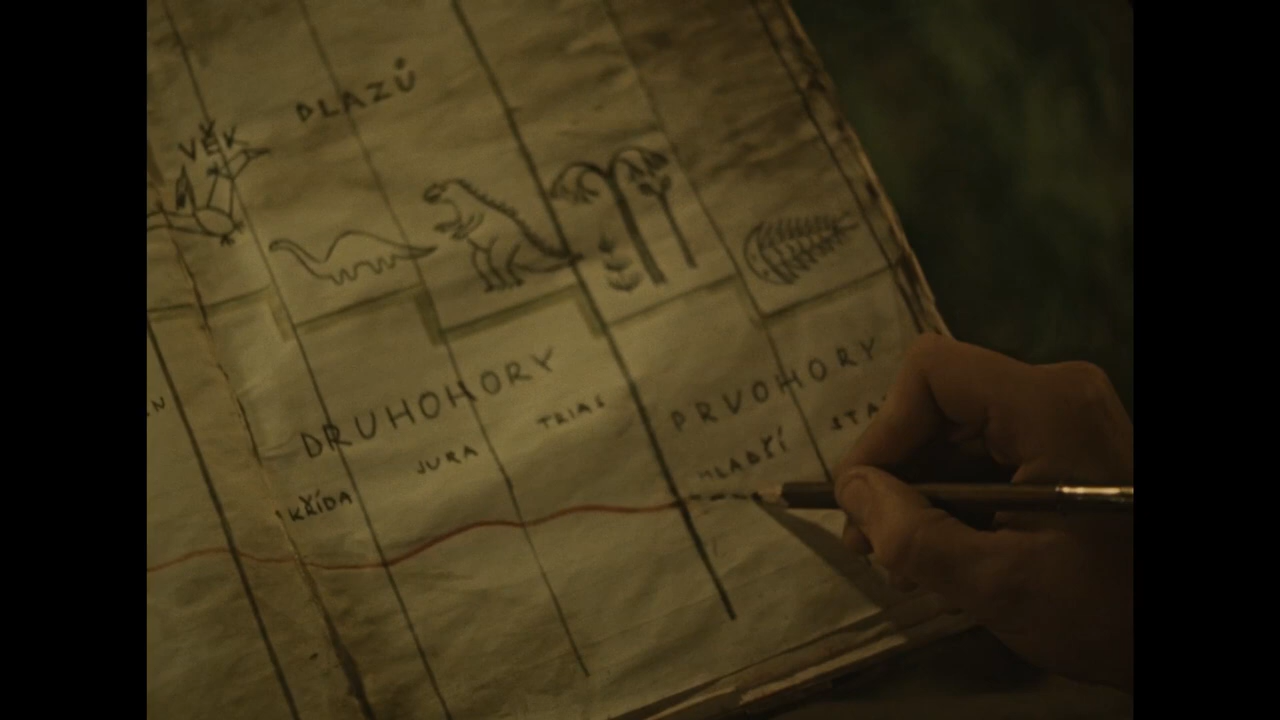 VĚK
PLAZŮ
DRUHOHORY
PRVOHORY
KŘÍDA
JURA
TRIAS
MLADŠÍ